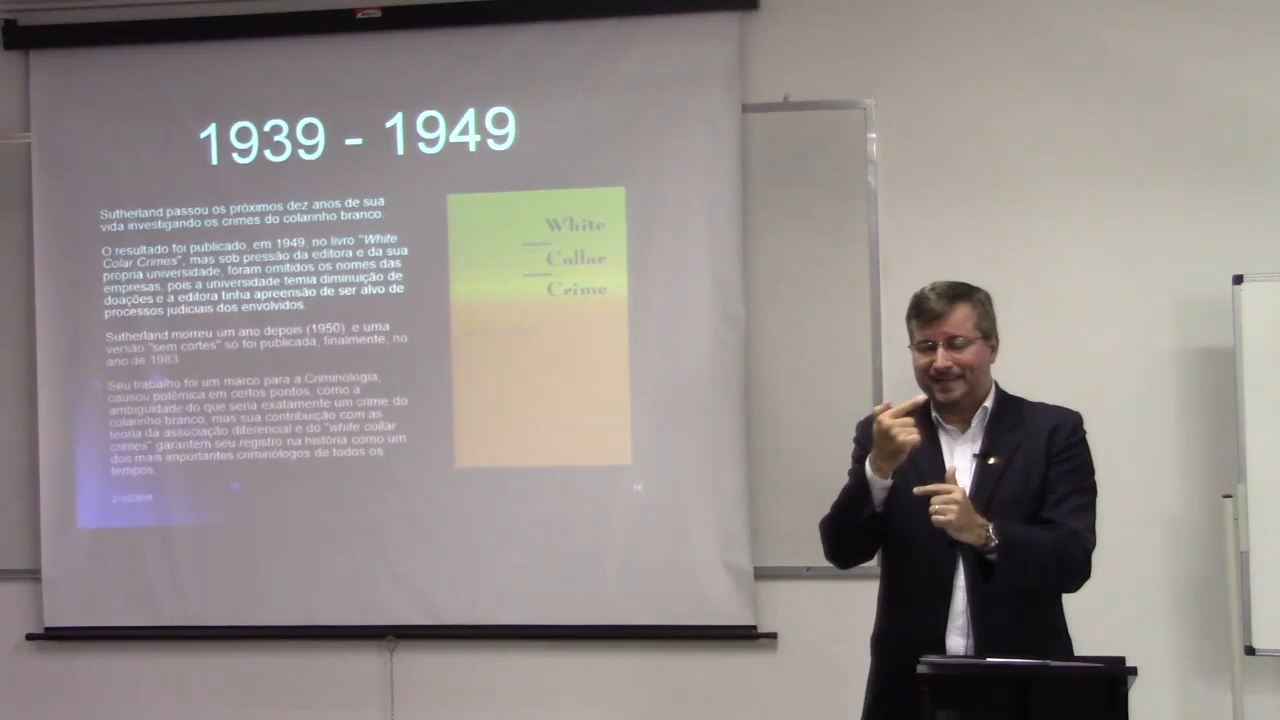 1939 - 1949
Sutherland passou os próximos dez anos de sua
vida investigando os crimes do colarinho branco.
O resultado foi publicado, em 1949, no livro "White
Colar Crimes", mas sob pressão da editora e da sua
própria universidade, foram omitidos os nomes das
empresas, pois a universidade temia diminuição de
doações e a editora tinha apreensão de ser alvo de
processos judiciais dos envolvidos.
Sutherland morreu um ano depois (1950) e uma
versão "sem cortes" só foi publicada, finalmente, no
ano de 1983
Seu trabalho foi um marco para a Criminologia,
causou polêmica em certos pontos, como a
ambiguidade do que seria exatamente um crime do
colarinho branco, mas sua contribuição com as
teoria da associação diferencial e do "white collar
crimes" garantem seu registro na história como um
dos mais importantes criminólogos de todos os
tempos.
White
Collar
Crime